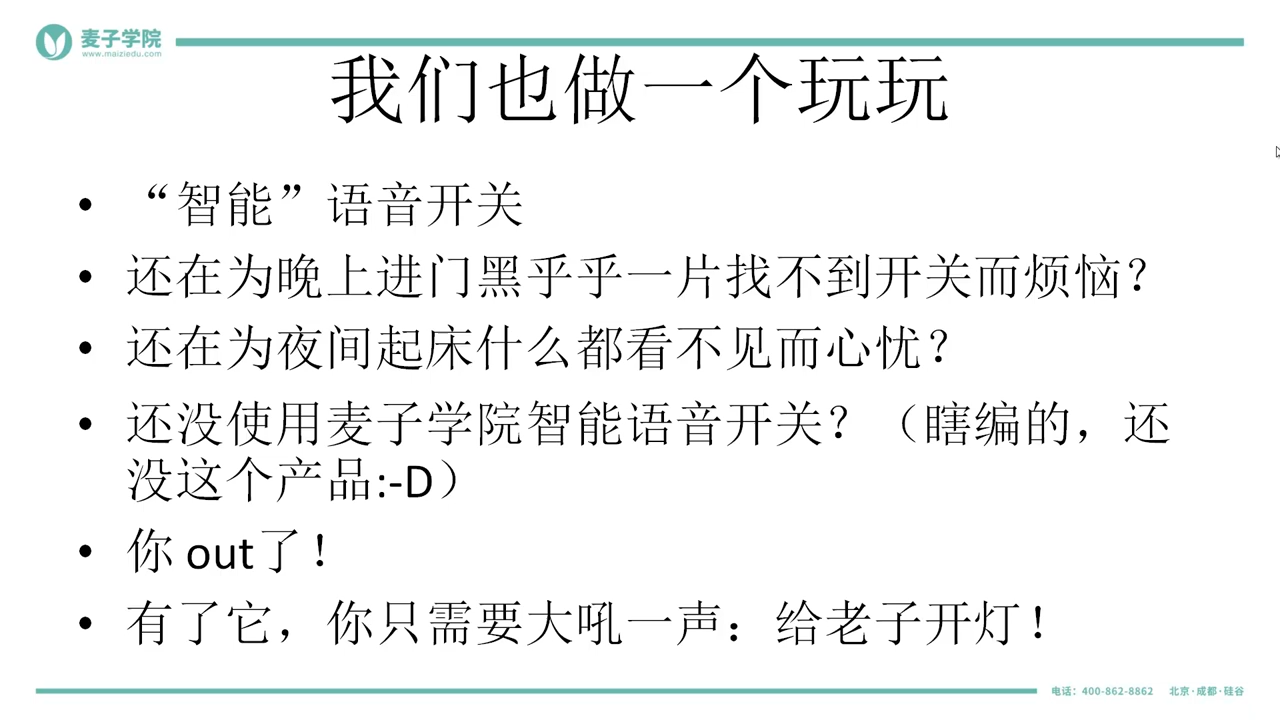 麦子学院
www.maiziedu.com
我们也做一个玩玩
• “智能”语音开关
• 还在为晚上进门黑乎乎一片找不到开关而烦恼？
• 还在为夜间起床什么都看不见而心忧？
• 还没使用麦子学院智能语音开关？（瞎编的，还
没这个产品:-D）
• 你 out了！
• 有了它，你只需要大吼一声：给老子开灯！
电话：400-862-8862 北京·成都·硅谷